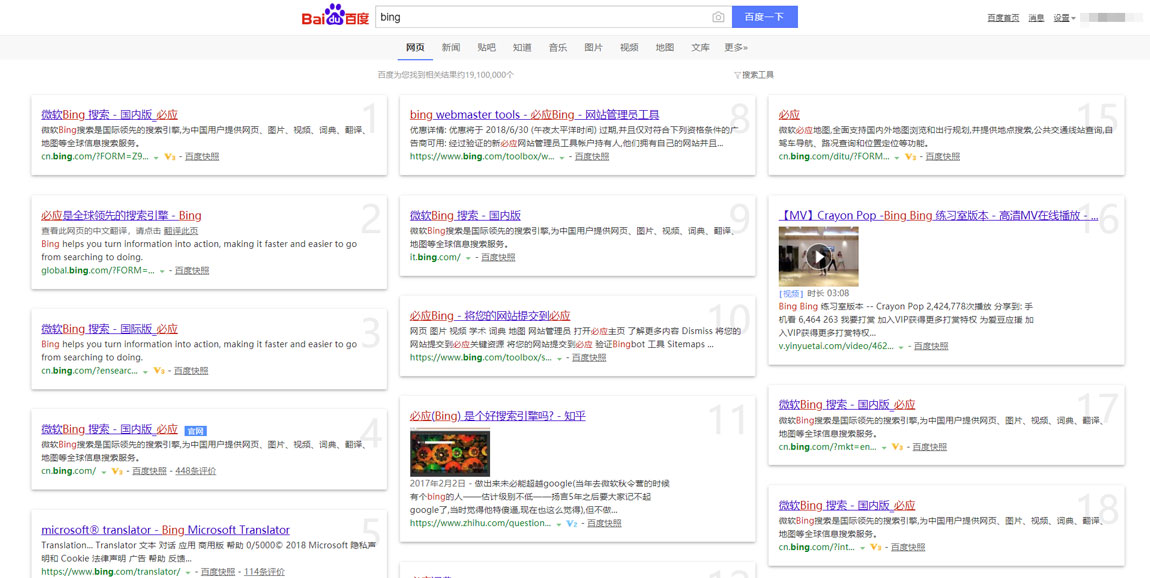 Bai du 百度
bing
百度一下
百度首页 消息 设置
网页 新闻 贴吧 知道 音乐 图片 视频 地图 文库 更多»
百度为您找到相关结果约19,100,000个
搜索工具
1
微软Bing 搜索 - 国内版_必应
微软Bing搜索是国际领先的搜索引擎,为中国用户提供网页、图片、视频、词典、翻译、
地图等全球信息搜索服务。
cn.bing.com/?FORM=Z9... V3 - 百度快照
2
必应是全球领先的搜索引擎 - Bing
查看此网页的中文翻译，请点击 翻译此页
Bing helps you turn information into action, making it faster and easier to go
from searching to doing.
global.bing.com/?FORM=... - 百度快照
3
微软Bing 搜索 - 国际版_必应
Bing helps you turn information into action, making it faster and easier to go
from searching to doing.
cn.bing.com/?ensearc... V3 - 百度快照
4
微软Bing 搜索 - 国内版_必应 官网
微软Bing搜索是国际领先的搜索引擎,为中国用户提供网页、图片、视频、词典、翻译、
地图等全球信息搜索服务。
cn.bing.com/ V3 - 百度快照 - 448条评价
5
microsoft® translator - Bing Microsoft Translator
Translation... Translator 文本 对话 应用 商用版 帮助 0/5000© 2018 Microsoft 隐私声
明和 Cookie 法律声明 广告 帮助 反馈...
https://www.bing.com/translator/ - 百度快照 - 114条评价
8
bing webmaster tools - 必应Bing - 网站管理员工具
优惠详情: 优惠将于 2018/6/30 (午夜太平洋时间) 过期,并且仅对符合下列资格条件的广
告商可用: 经过验证的新必应网站管理员工具帐户持有人,他们拥有自己的网站并且...
https://www.bing.com/toolbox/w... - 百度快照
9
微软Bing 搜索 - 国内版
微软Bing搜索是国际领先的搜索引擎,为中国用户提供网页、图片、视频、词典、翻译、
地图等全球信息搜索服务。
it.bing.com/ - 百度快照
10
必应Bing - 将您的网站提交到必应
网页 图片 视频 学术 词典 地图 网站管理员 打开必应主页 了解更多内容 Dismiss 将您的
网站提交到必应关键资源 将您的网站提交到必应 验证Bingbot 工具 Sitemaps ...
https://www.bing.com/toolbox/s... - 百度快照
11
必应(Bing) 是个好搜索引擎吗? - 知乎
2017年2月2日 - 做出来未必能超越google(当年去微软秋令营的时候
有个bing的人——估计级别不低——扬言5年之后要大家记不起
google了,当时觉得他特傻逼,现在也这么觉得),但不做...
https://www.zhihu.com/question... V2 - 百度快照
15
必应
微软必应地图,全面支持国内外地图浏览和出行规划,并提供地点搜索,公共交通线站查询,自
驾车导航、路况查询和位置定位等功能。
cn.bing.com/ditu/?FORM... V3 - 百度快照
16
【MV】Crayon Pop -Bing Bing 练习室版本 - 高清MV在线播放 - ...
[视频] 时长 03:08
Bing Bing 练习室版本 -- Crayon Pop 2,424,778次播放 分享到: 手
机看 6,464 263 我要打赏 加入VIP获得更多打赏特权 为爱豆应援 加
入VIP获得更多打赏特权...
v.yinyuetai.com/video/462... - 百度快照
17
微软Bing 搜索 - 国内版_必应
微软Bing搜索是国际领先的搜索引擎,为中国用户提供网页、图片、视频、词典、翻译、
地图等全球信息搜索服务。
cn.bing.com/?mkt=en... V3 - 百度快照
18
微软Bing 搜索 - 国内版_必应
微软Bing搜索是国际领先的搜索引擎,为中国用户提供网页、图片、视频、词典、翻译、
地图等全球信息搜索服务。
cn.bing.com/?int... V3 - 百度快照